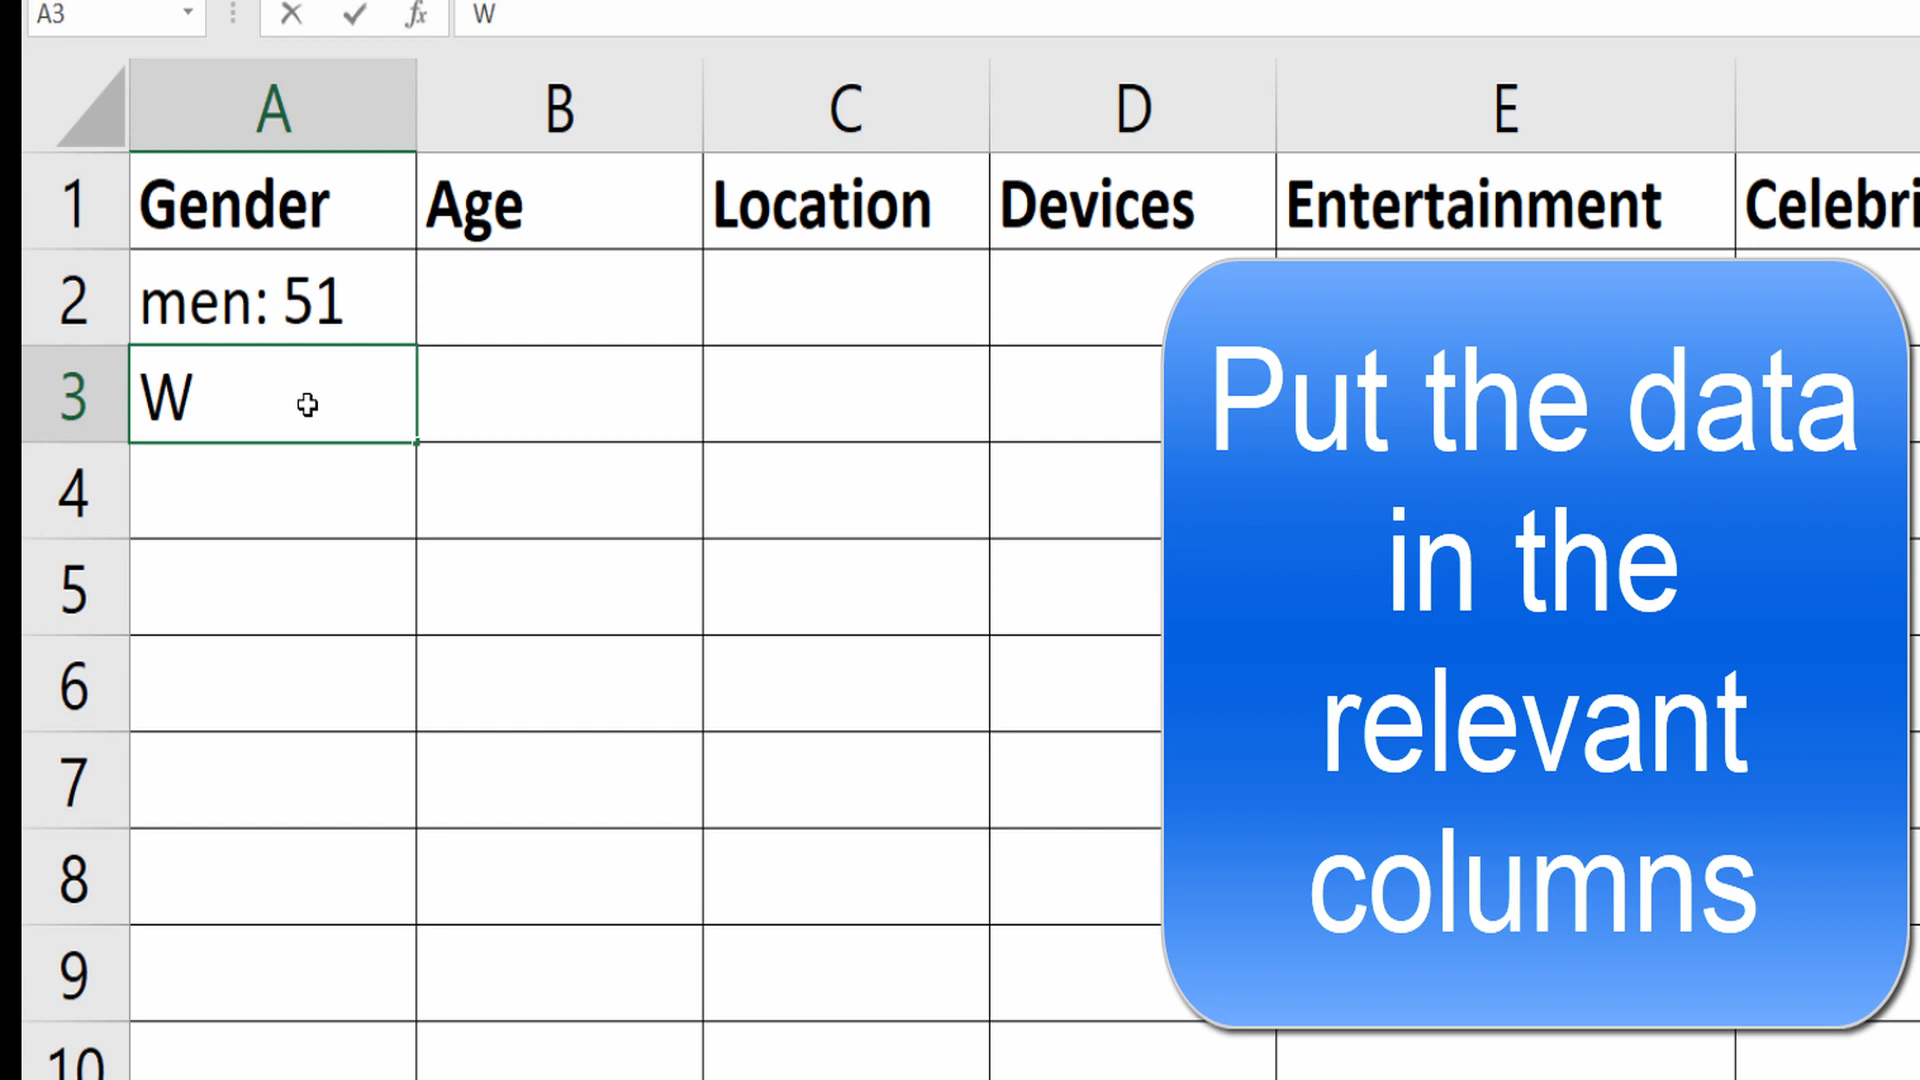 A3 fx W
A B C D E
1 Gender Age Location Devices Entertainment Celebri
2 men: 51
3 W
4
5
6
7
8
9
10
Put the data
in the
relevant
columns